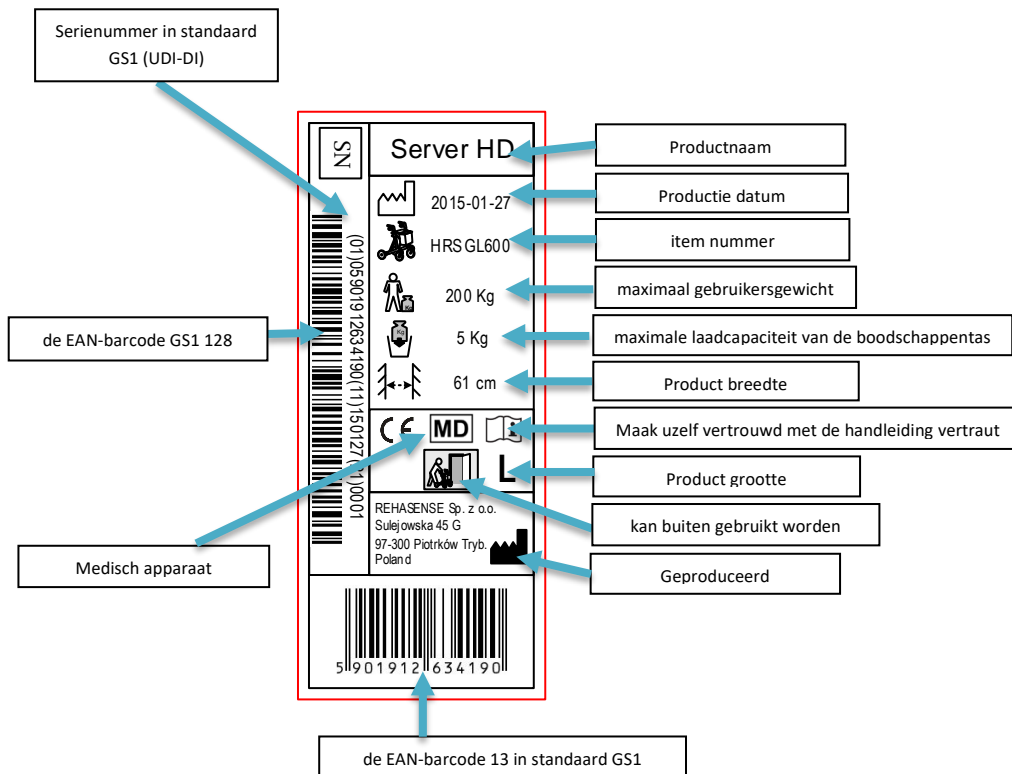 Serienummer in standaard
GS1 (UDI-DI)
SN
Server HD
Productnaam
2015-01-27
Productie datum
HRS GL600
item nummer
200 Kg
maximaal gebruikersgewicht
de EAN-barcode GS1 128
(01)05901912634190(11)150127(21)0001
Kg
5 Kg
maximale laadcapaciteit van de boodschappentas
61 cm
Product breedte
CE MD i
Maak uzelf vertrouwd met de handleiding vertraut
L
Product grootte
kan buiten gebruikt worden
REHASENSE Sp. z o.o.
Sulejowska 45 G
97-300 Piotrków Tryb.
Poland
Medisch apparaat
Geproduceerd
5 901912 634190
de EAN-barcode 13 in standaard GS1